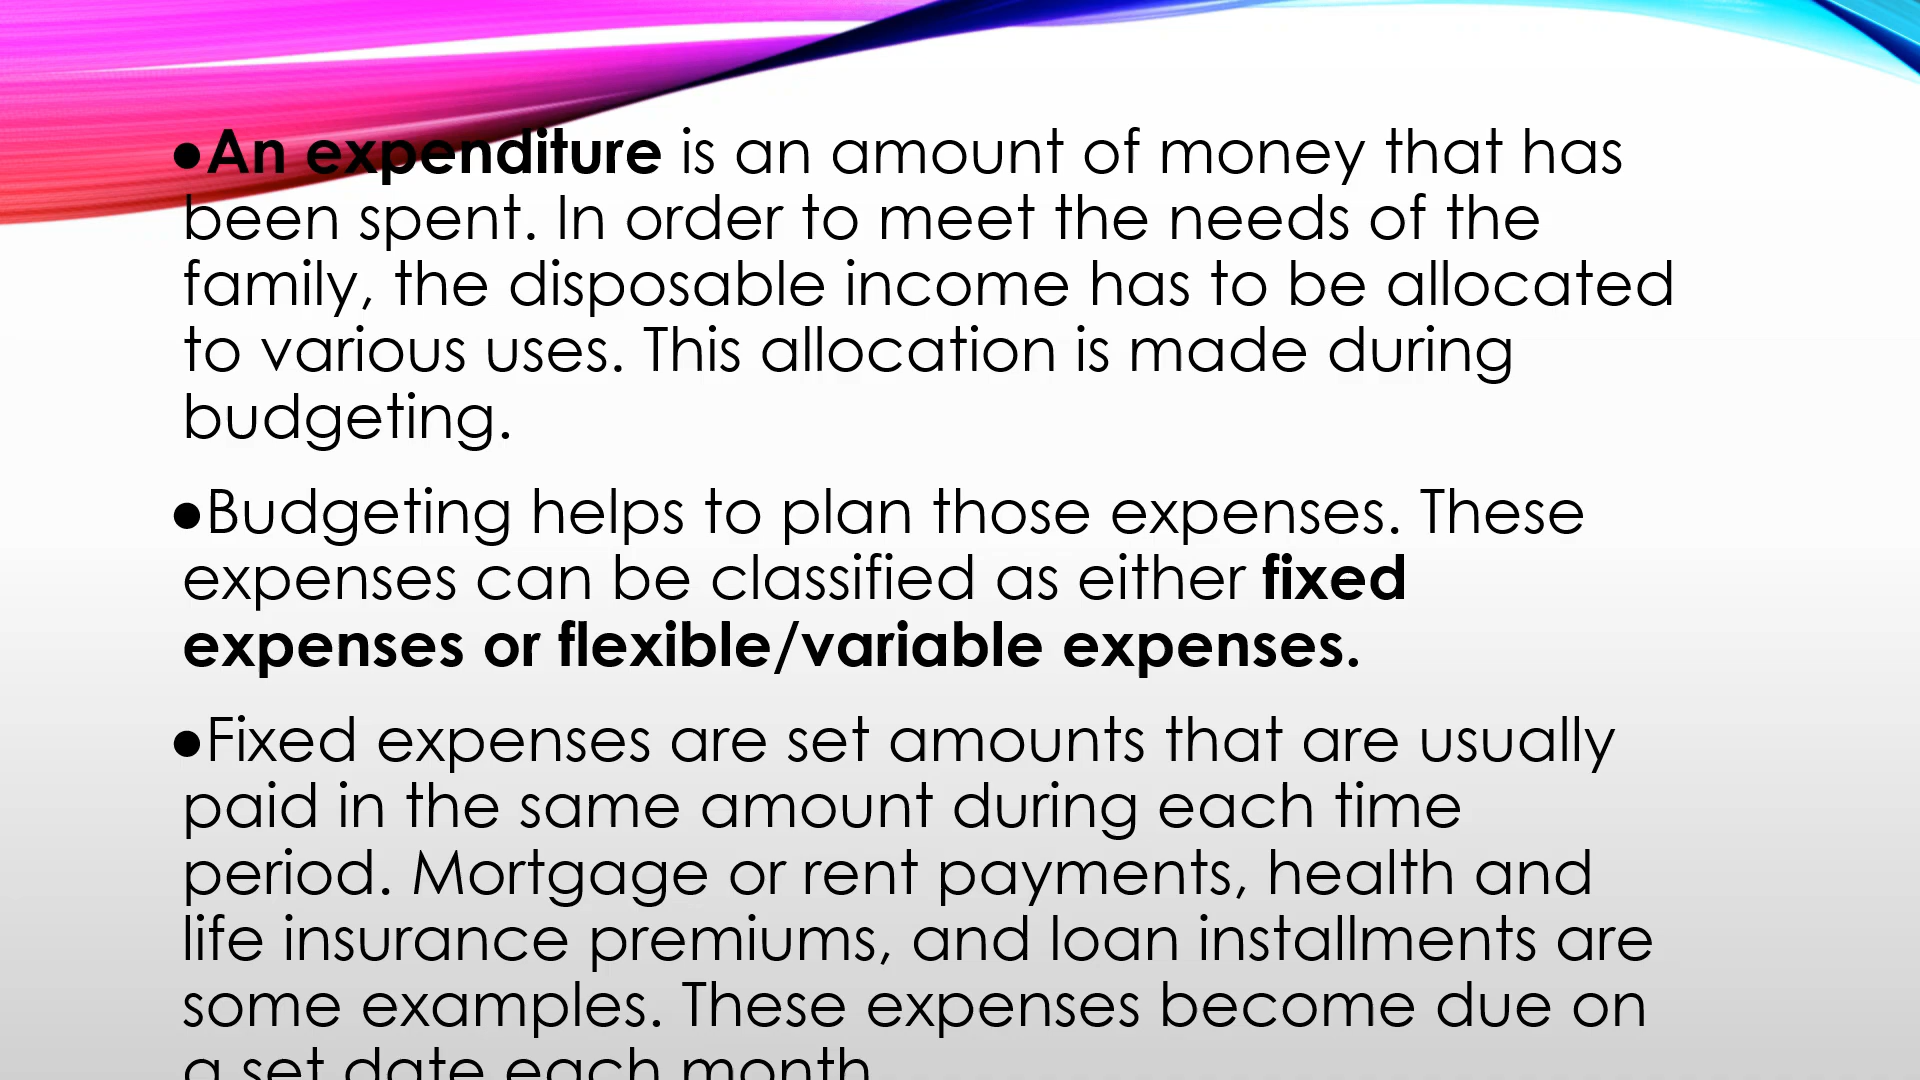 ●An expenditure is an amount of money that has
been spent. In order to meet the needs of the
family, the disposable income has to be allocated
to various uses. This allocation is made during
budgeting.
●Budgeting helps to plan those expenses. These
expenses can be classified as either fixed
expenses or flexible/variable expenses.
●Fixed expenses are set amounts that are usually
paid in the same amount during each time
period. Mortgage or rent payments, health and
life insurance premiums, and loan installments are
some examples. These expenses become due on
a set date each month